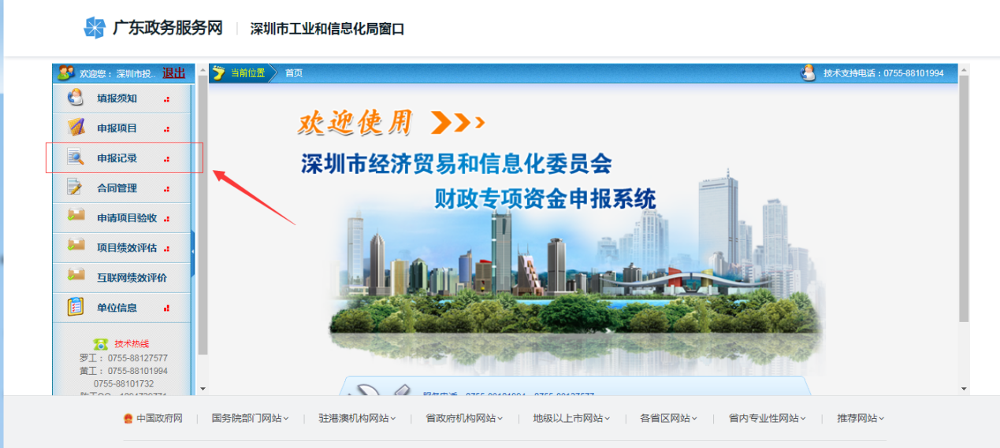 广东政务服务网 深圳市工业和信息化局窗口
欢迎您：深圳市投.. 退出
当前位置 首页 技术支持电话：0755-88101994
填报须知
申报项目
申报记录
合同管理
申请项目验收
项目绩效评估
互联网绩效评价
单位信息
技术热线
罗工：0755-88127577
黄工：0755-88101994
0755-88101732
欢迎使用
深圳市经济贸易和信息化委员会
财政专项资金申报系统
中国政府网 国务院部门网站 驻港澳机构网站 省政府机构网站 地级以上市网站 各省区网站 省内专业性网站 推荐网站